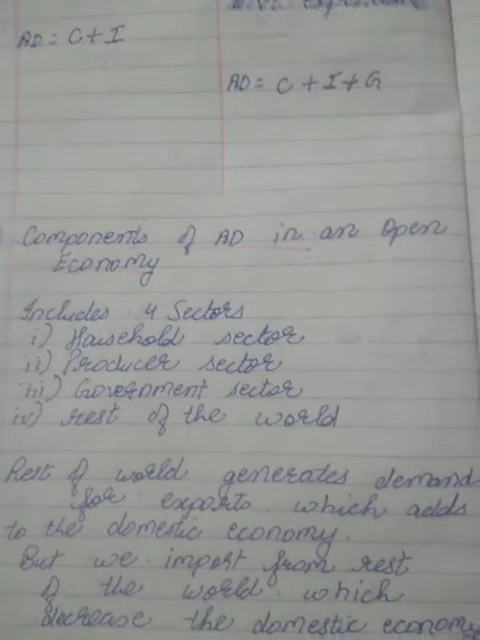 AD = C + I
AD = C + I + G
Components of AD in an Open
Economy
Includes 4 Sectors
i) Household sector
ii) Producer sector
iii) Government sector
iv) rest of the world
Rest of world generates demand
for exports which adds
to the domestic economy.
But we import from rest
of the world which
decrease the domestic economy